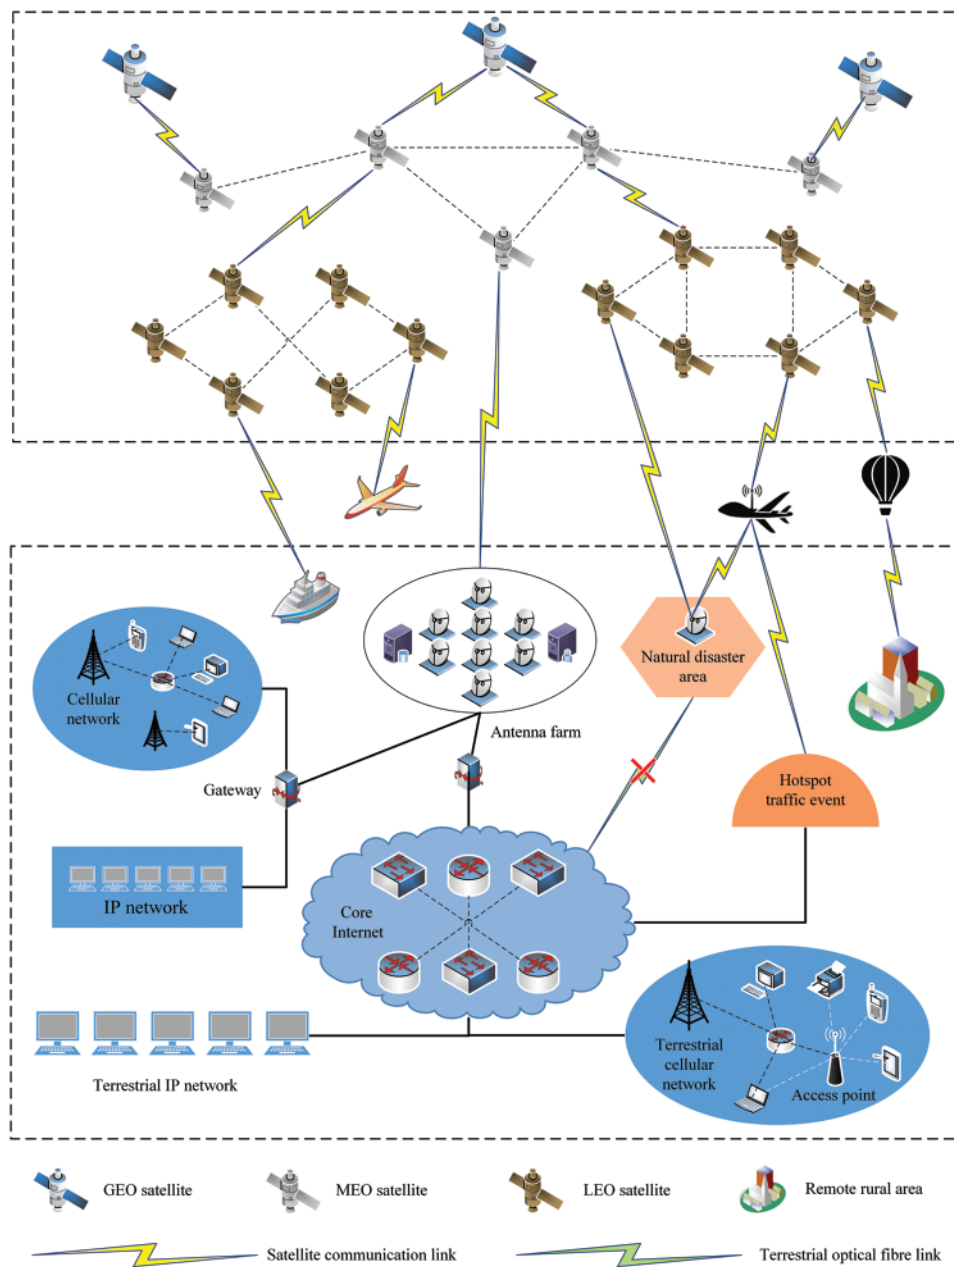 Cellular
network
Antenna farm
Natural disaster
area
Gateway
Hotspot
traffic event
IP network
Core
Internet
Terrestrial
cellular
network
Access point
Terrestrial IP network
GEO satellite
MEO satellite
LEO satellite
Remote rural area
Satellite communication link
Terrestrial optical fibre link